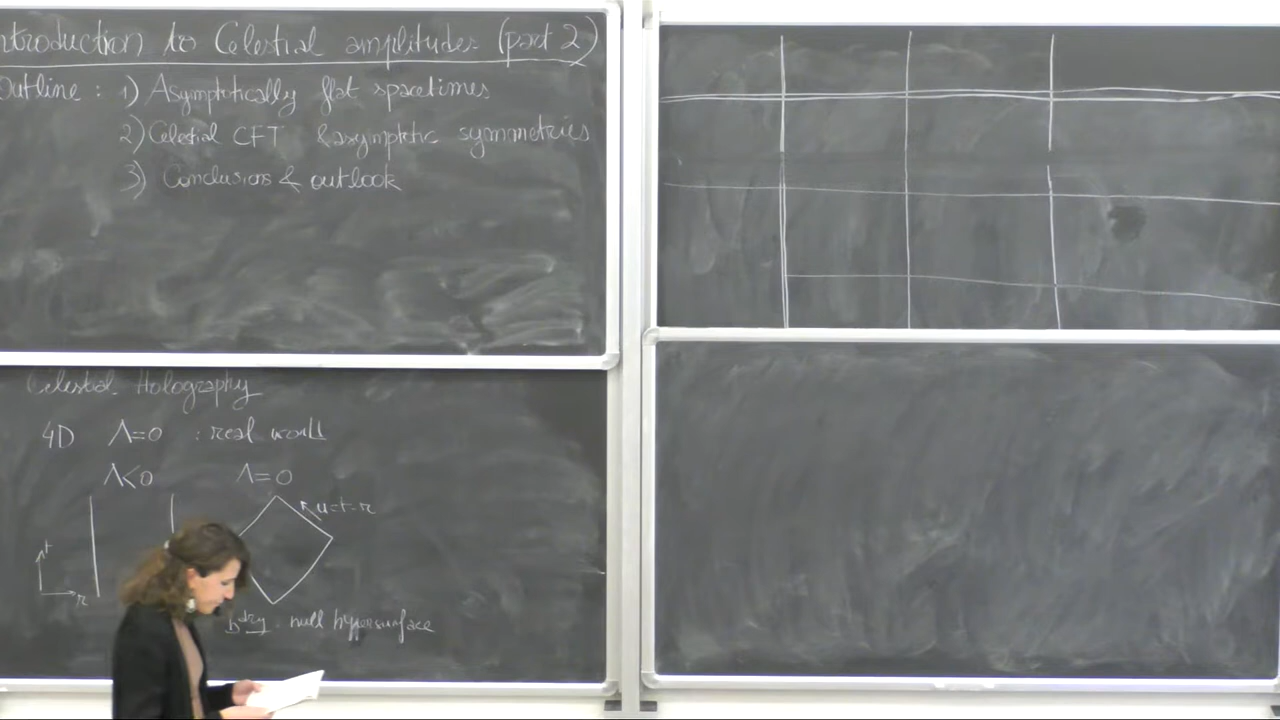 ntroduction to Celestial amplitudes (part 2)
Outline : 1) Asymptotically flat spacetimes
2) Celestial CFT & asymptotic symmetries
3) Conclusions & outlook
Celestial Holography
4D Λ=0 : real world
Λ<0 Λ=0
u=t-r
t
r
bdry : null hypersurface